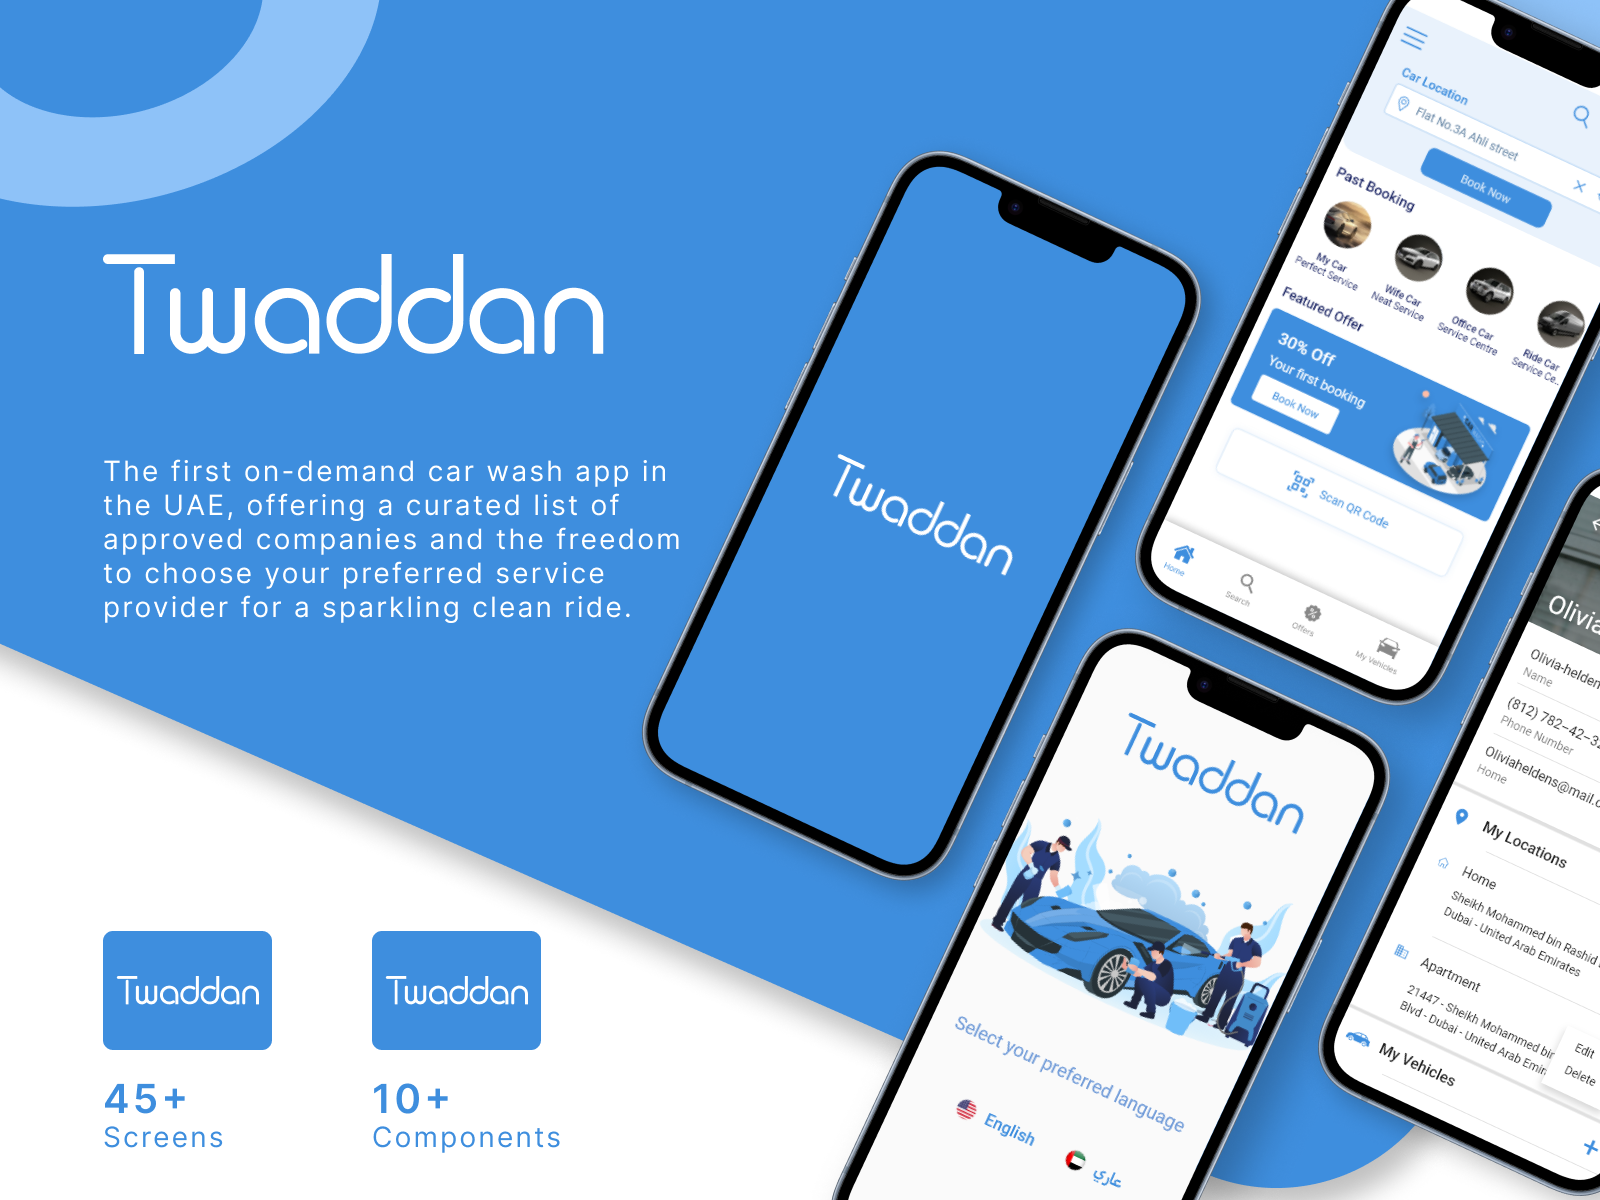 Twaddan
The first on-demand car wash app in
the UAE, offering a curated list of
approved companies and the freedom
to choose your preferred service
provider for a sparkling clean ride.
Twaddan
45+
Screens
Twaddan
10+
Components
Twaddan
Car Location
Flat No.3A Ahli street
Book Now
Past Booking
My Car
Perfect Service
Wife Car
Neat Service
Office Car
Service Centre
Ride Car
Service Ce..
Featured Offer
30% Off
Your first booking
Book Now
Scan QR Code
Home
Search
Offers
My Vehicles
Twaddan
Select your preferred language
English
عاري
Olivia
Olivia-helden
Name
(812) 782-42-32
Phone Number
Oliviaheldens@mail.c
Home
My Locations
Home
Sheikh Mohammed bin Rashid
Dubai - United Arab Emirates
Apartment
21447 - Sheikh Mohammed bin
Blvd - Dubai - United Arab Emir
Edit
Delete
My Vehicles
+